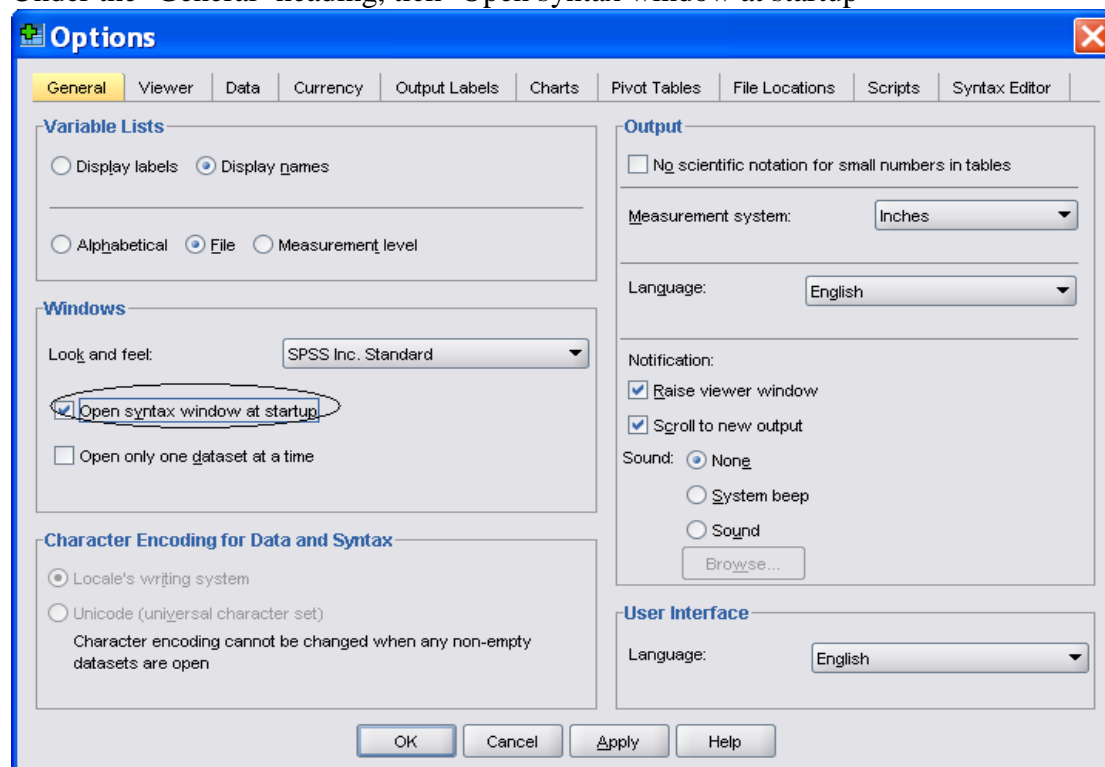 Under the 'General' heading, tick 'Open syntax window at startup'
Options
General Viewer Data Currency Output Labels Charts Pivot Tables File Locations Scripts Syntax Editor
Variable Lists
Display labels Display names
Alphabetical File Measurement level
Windows
Look and feel: SPSS Inc. Standard
Open syntax window at startup
Open only one dataset at a time
Character Encoding for Data and Syntax
Locale's writing system
Unicode (universal character set)
Character encoding cannot be changed when any non-empty
datasets are open
Output
No scientific notation for small numbers in tables
Measurement system: Inches
Language: English
Notification:
Raise viewer window
Scroll to new output
Sound: None
System beep
Sound
Browse...
User Interface
Language: English
OK Cancel Apply Help